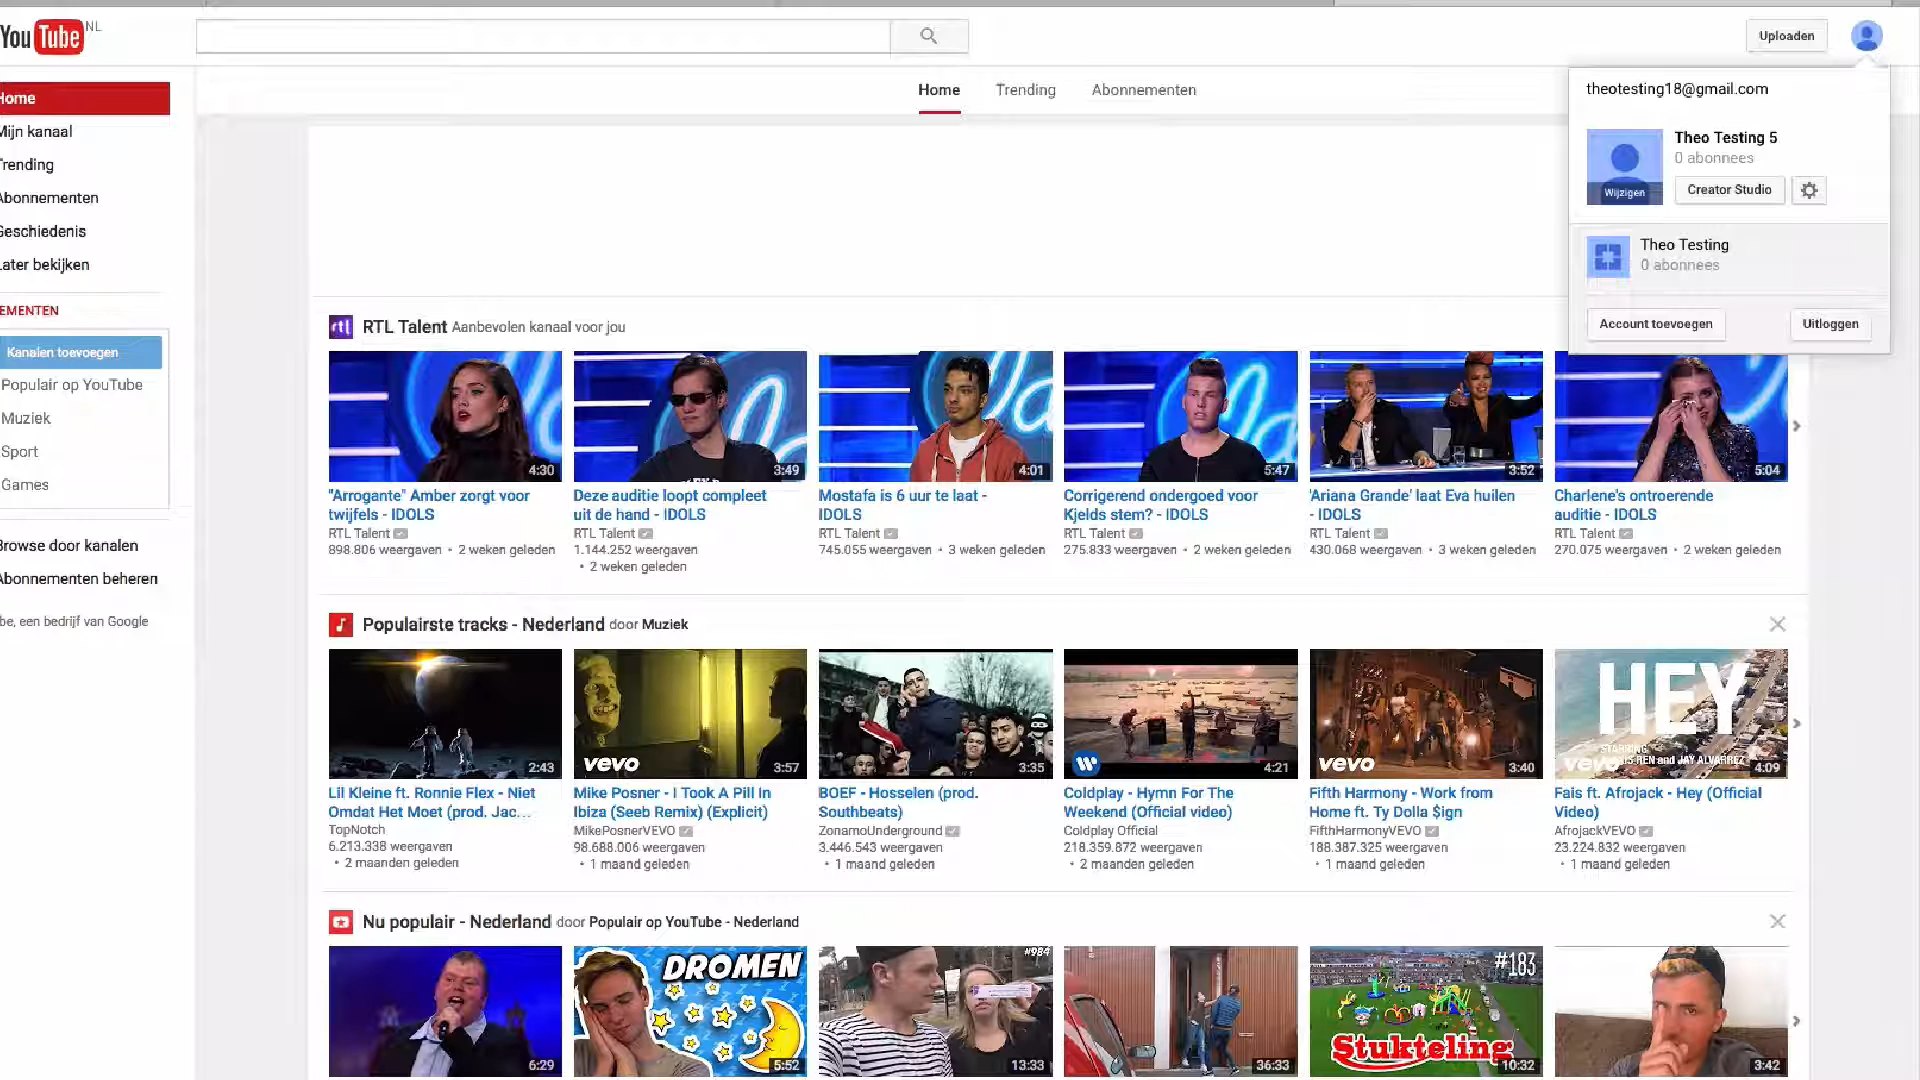 YouTube NL
Uploaden
Home Trending Abonnementen
theotesting18@gmail.com
Theo Testing 5
0 abonnees
Wijzigen
Creator Studio
Theo Testing
0 abonnees
Account toevoegen
Uitloggen
Home
Mijn kanaal
Trending
Abonnementen
Geschiedenis
Later bekijken
EMENTEN
Kanalen toevoegen
Populair op YouTube
Muziek
Sport
Games
Browse door kanalen
Abonnementen beheren
be, een bedrijf van Google
rtl RTL Talent Aanbevolen kanaal voor jou
4:30
"Arrogante" Amber zorgt voor
twijfels - IDOLS
RTL Talent
898.806 weergaven • 2 weken geleden
3:49
Deze auditie loopt compleet
uit de hand - IDOLS
RTL Talent
1.144.252 weergaven
• 2 weken geleden
4:01
Mostafa is 6 uur te laat -
IDOLS
RTL Talent
745.055 weergaven • 3 weken geleden
5:47
Corrigerend ondergoed voor
Kjelds stem? - IDOLS
RTL Talent
275.833 weergaven • 2 weken geleden
3:52
'Ariana Grande' laat Eva huilen
- IDOLS
RTL Talent
430.068 weergaven • 3 weken geleden
5:04
Charlene's ontroerende
auditie - IDOLS
RTL Talent
270.075 weergaven • 2 weken geleden
Populairste tracks - Nederland door Muziek
2:43
Lil Kleine ft. Ronnie Flex - Niet
Omdat Het Moet (prod. Jac...
TopNotch
6.213.338 weergaven
• 2 maanden geleden
vevo 3:57
Mike Posner - I Took A Pill In
Ibiza (Seeb Remix) (Explicit)
MikePosnerVEVO
98.688.006 weergaven
• 1 maand geleden
3:35
BOEF - Hosselen (prod.
Southbeats)
ZonamoUnderground
3.446.543 weergaven
• 1 maand geleden
4:21
Coldplay - Hymn For The
Weekend (Official video)
Coldplay Official
218.359.872 weergaven
• 2 maanden geleden
vevo 3:40
Fifth Harmony - Work from
Home ft. Ty Dolla $ign
FifthHarmonyVEVO
188.387.325 weergaven
• 1 maand geleden
HEY
STARRING
REN and JAY ALVARREZ
vevo 4:09
Fais ft. Afrojack - Hey (Official
Video)
AfrojackVEVO
23.224.832 weergaven
• 1 maand geleden
Nu populair - Nederland door Populair op YouTube - Nederland
6:29
DROMEN
5:52
#984
13:33
36:33
#183
Stukteling
10:32
3:42